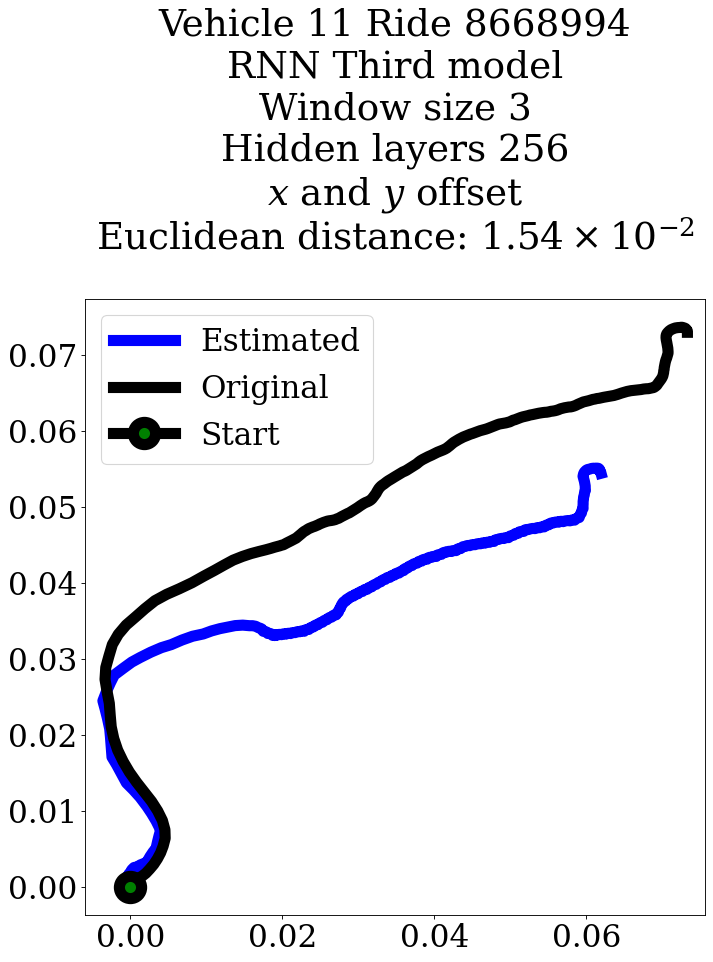 Vehicle 11 Ride 8668994
RNN Third model
Window size 3
Hidden layers 256
x and y offset
Euclidean distance: 1.54 × 10⁻²
Estimated
Original
Start
0.07
0.06
0.05
0.04
0.03
0.02
0.01
0.00
0.00 0.02 0.04 0.06